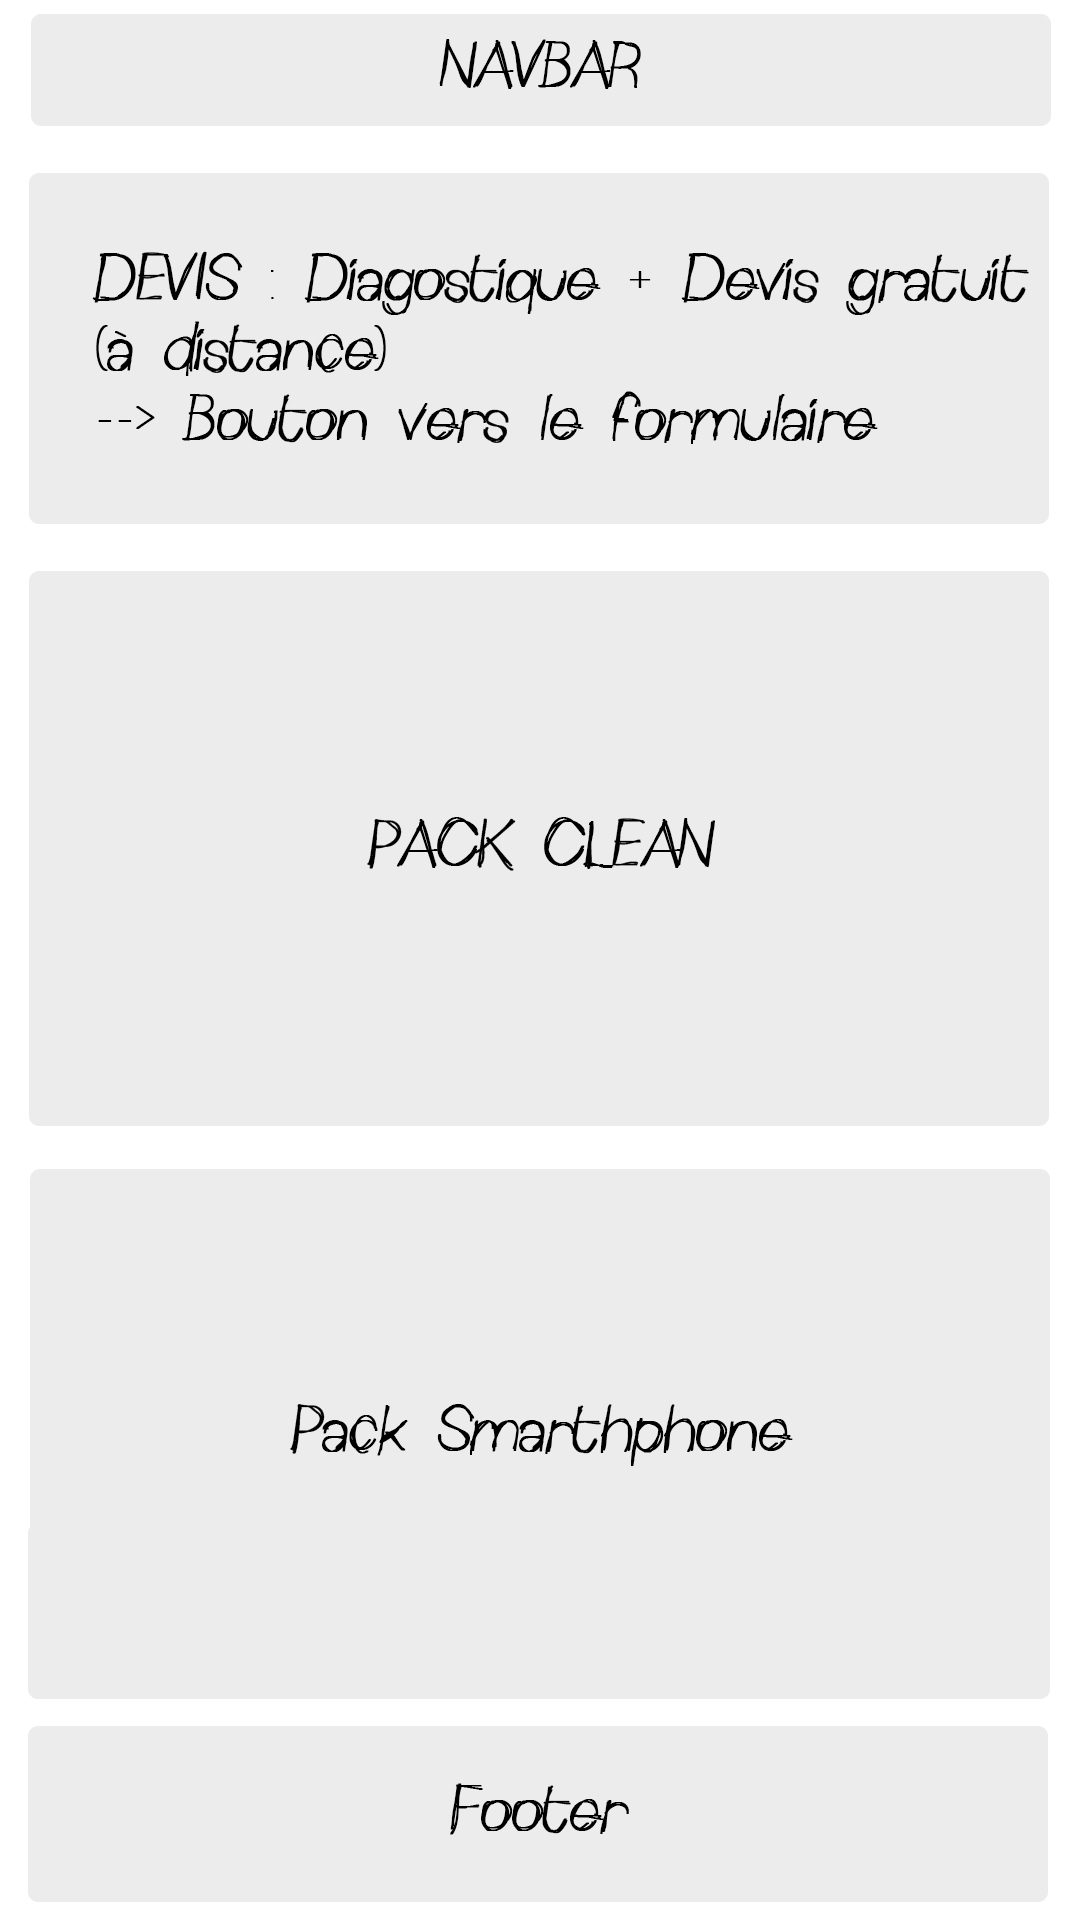 NAVBAR
DEVIS : Diagostique + Devis gratuit
(à distance)
--> Bouton vers le formulaire
PACK CLEAN
Pack Smarthphone
Footer